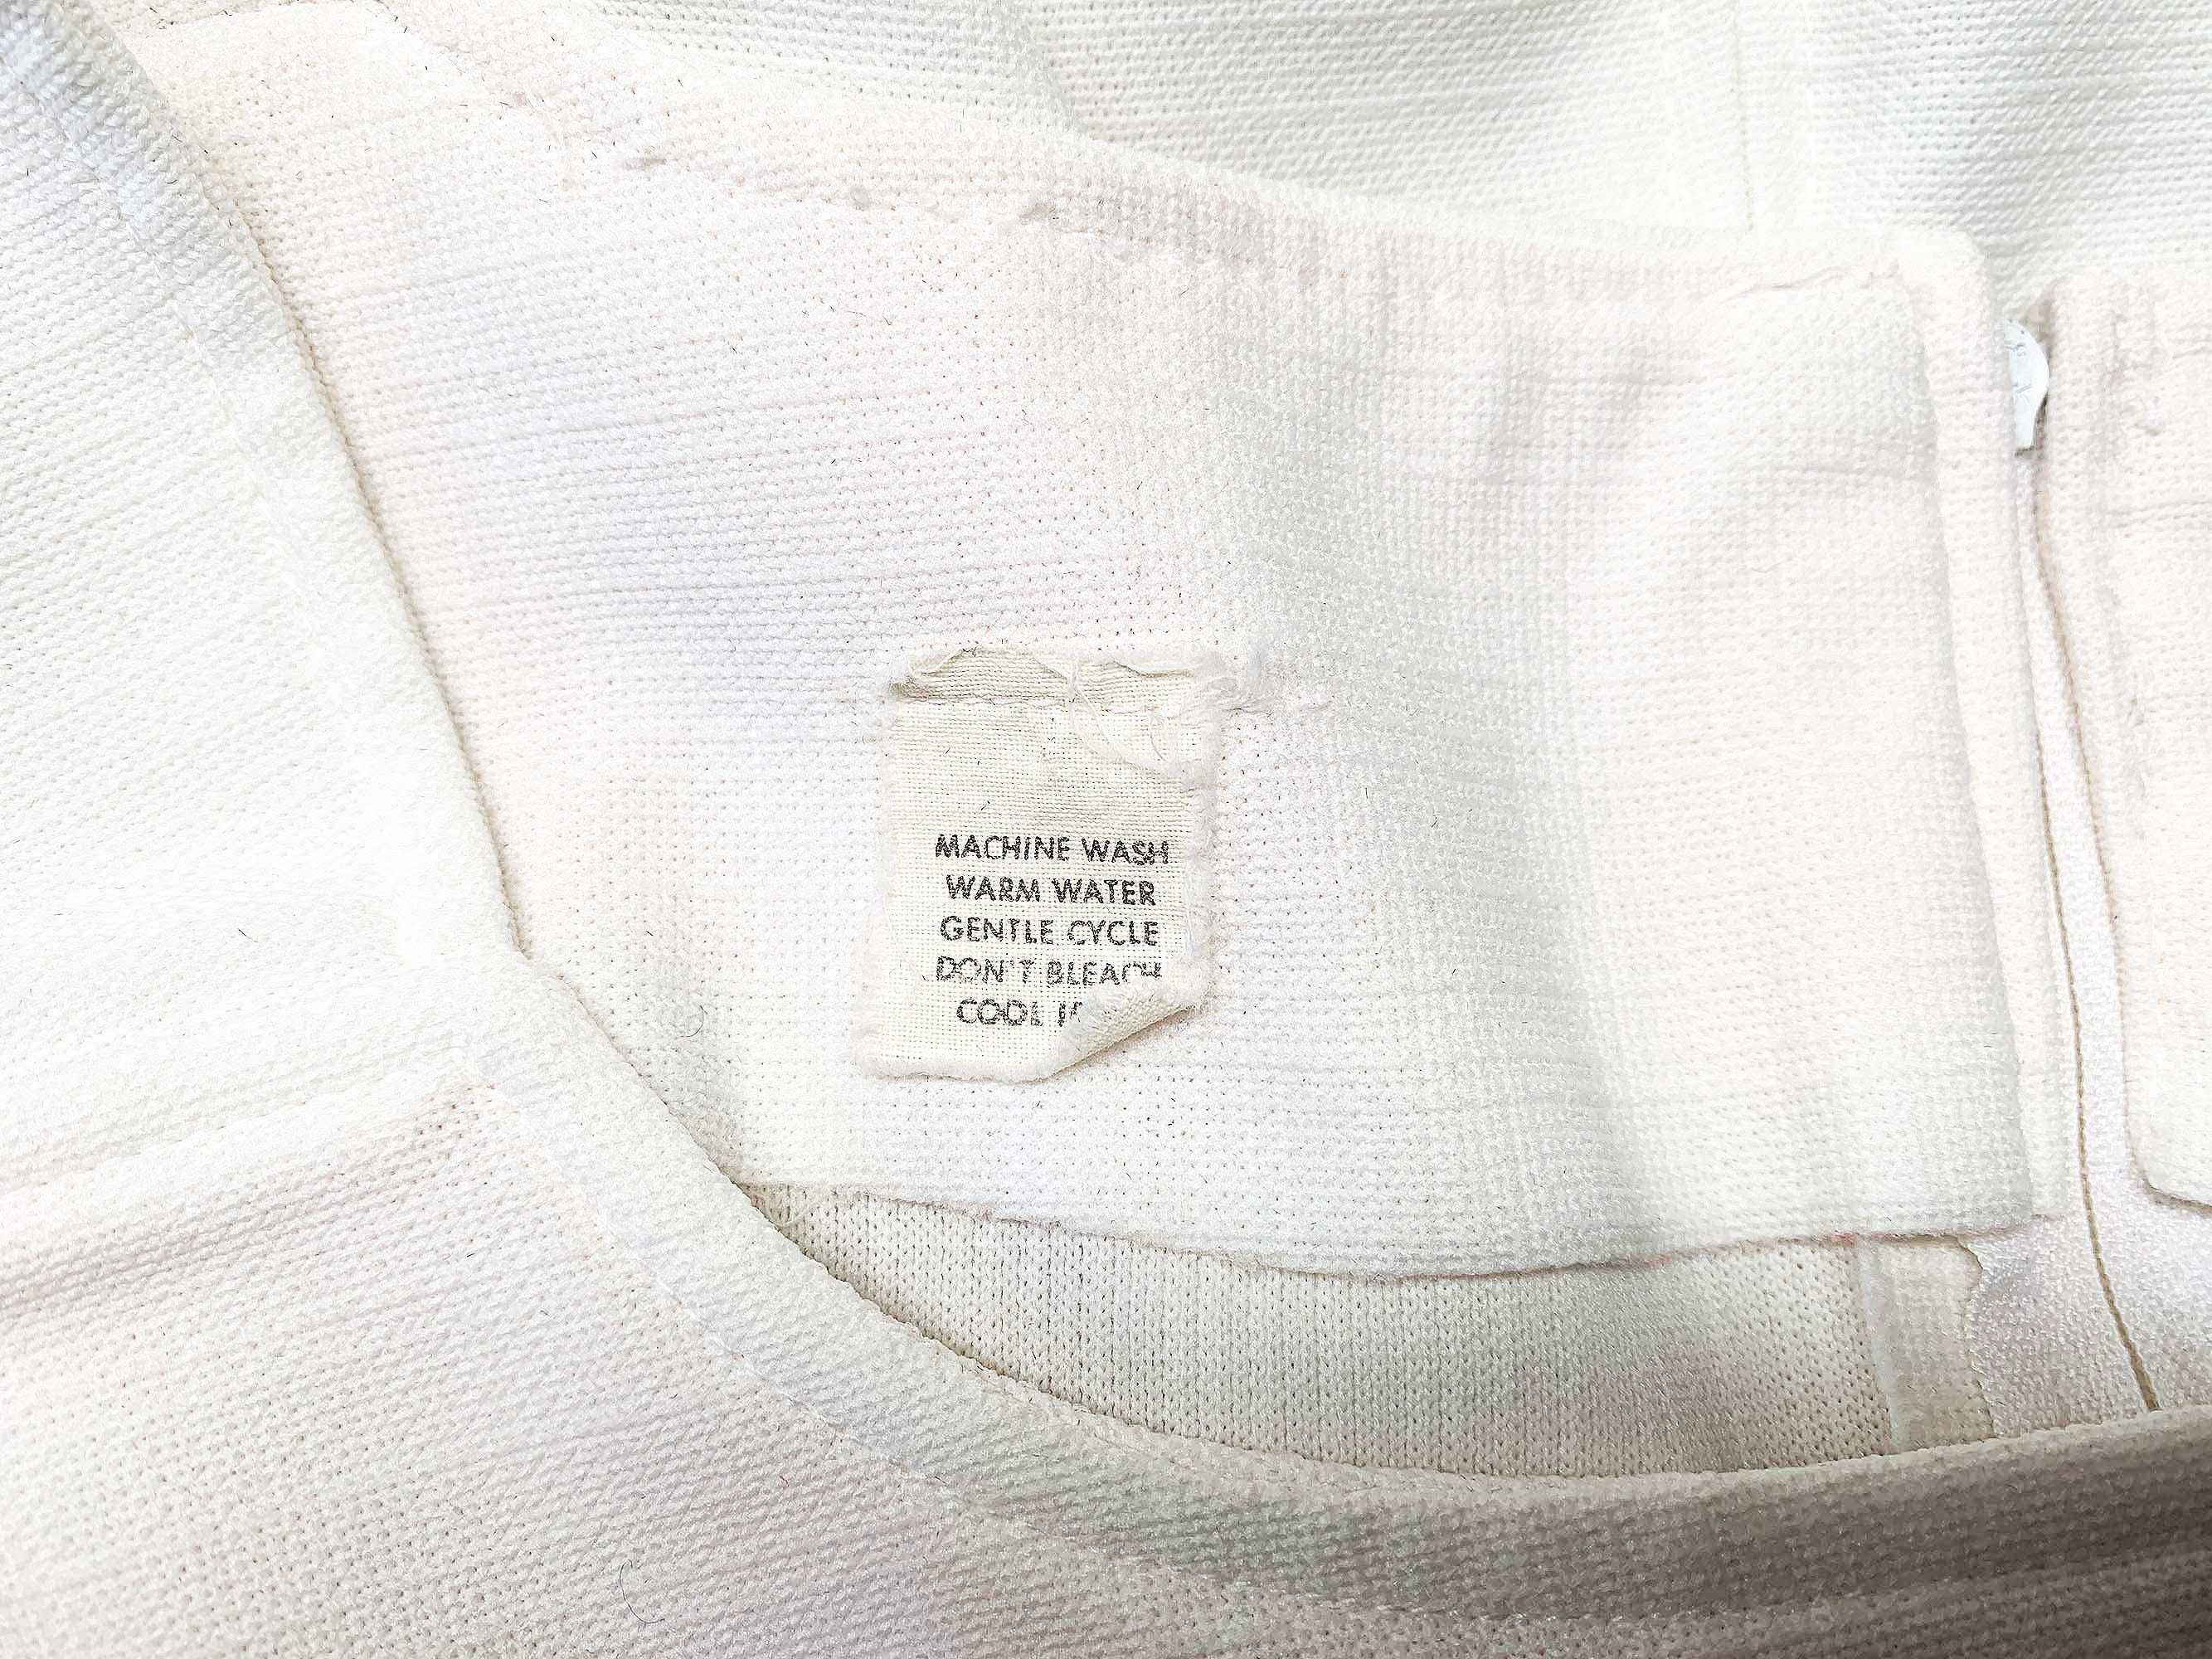 MACHINE WASH
WARM WATER
GENTLE CYCLE
DON'T BLEACH
COOL